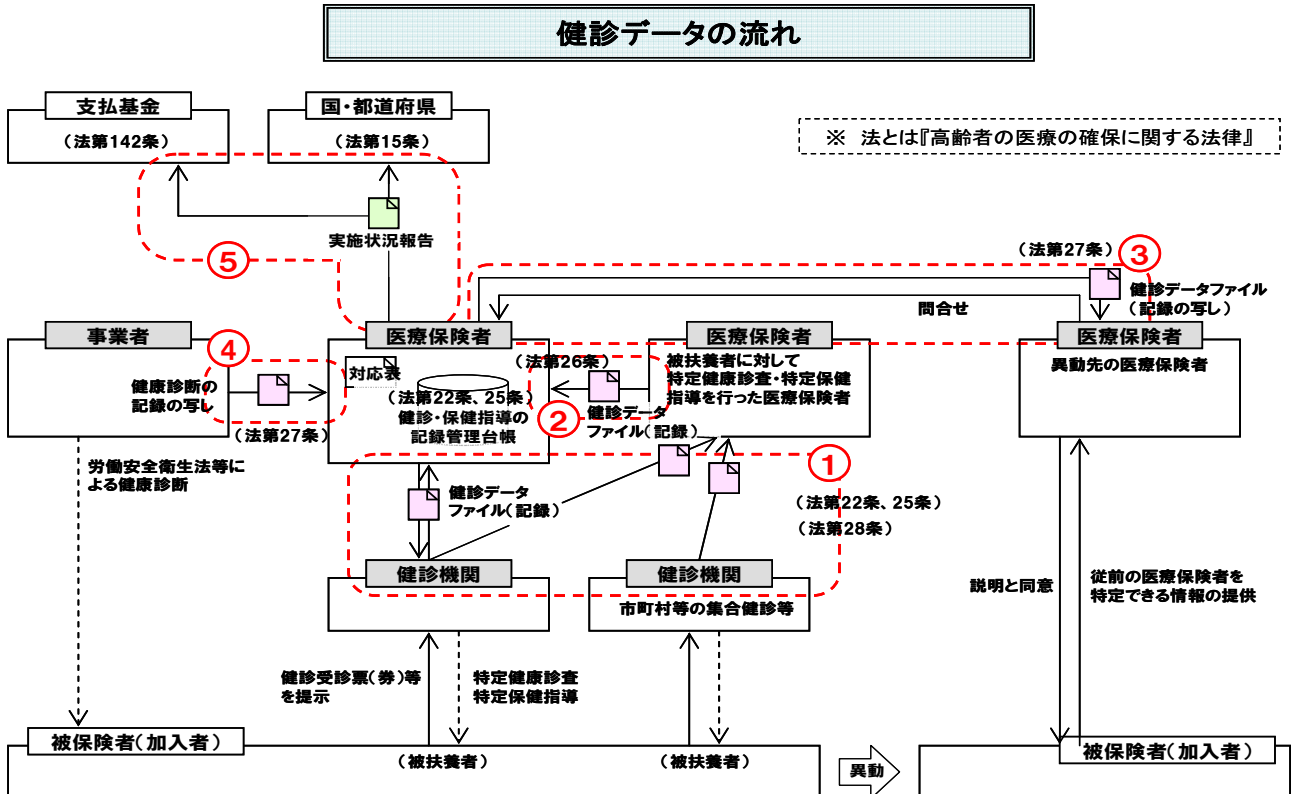 健診データの流れ
支払基金
（法第142条）
国・都道府県
（法第15条）
※ 法とは『高齢者の医療の確保に関する法律』
実施状況報告
⑤
（法第27条）
③
健診データファイル
（記録の写し）
問合せ
事業者
④
健康診断の
記録の写し
（法第27条）
労働安全衛生法等に
よる健康診断
医療保険者
対応表
（法第22条、25条）
健診・保健指導の
記録管理台帳
（法第26条）
②
健診データ
ファイル（記録）
医療保険者
被扶養者に対して
特定健康診査・特定保健
指導を行った医療保険者
医療保険者
異動先の医療保険者
①
健診データ
ファイル（記録）
（法第22条、25条）
（法第28条）
健診機関
健診機関
市町村等の集合健診等
説明と同意
従前の医療保険者を
特定できる情報の提供
健診受診票（券）等
を提示
特定健康診査
特定保健指導
被保険者（加入者）
（被扶養者）
（被扶養者）
異動
被保険者（加入者）